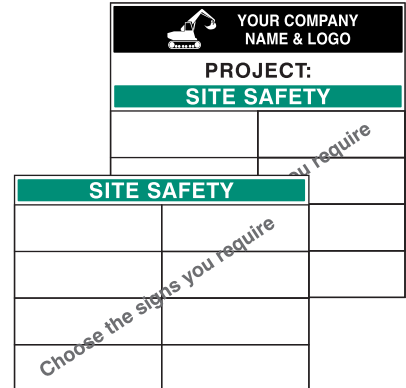 YOUR COMPANY
NAME & LOGO
PROJECT:
SITE SAFETY
you require
SITE SAFETY
Choose the signs you require